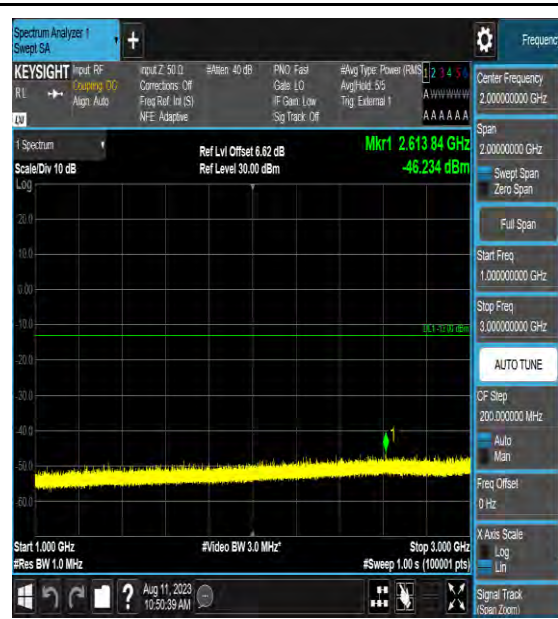 Spectrum Analyzer 1
Swept SA
Frequenc
KEYSIGHT
RL
Input: RF
Coupling: DC
Align: Auto
Input Z: 50 Ω
Corrections: Off
Freq Ref: Int (S)
NFE: Adaptive
#Atten: 40 dB
PNO: Fast
Gate: LO
IF Gain: Low
Sig Track: Off
#Avg Type: Power (RMS
Avg|Hold: 5/5
Trig: External 1
1 2 3 4 5 6
A W W W W W
A A A A A A
1 Spectrum
Scale/Div 10 dB
Log
Ref Lvl Offset 6.62 dB
Ref Level 30.00 dBm
Mkr1 2.613 84 GHz
-46.234 dBm
20.0
10.0
0.00
-10.0
-20.0
-30.0
-40.0
-50.0
-60.0
DL1 -13.00 dBm
1
Start 1.000 GHz
#Res BW 1.0 MHz
#Video BW 3.0 MHz*
Stop 3.000 GHz
#Sweep 1.00 s (100001 pts)
Center Frequency
2.000000000 GHz
Span
2.00000000 GHz
Swept Span
Zero Span
Full Span
Start Freq
1.000000000 GHz
Stop Freq
3.000000000 GHz
AUTO TUNE
CF Step
200.000000 MHz
Auto
Man
Freq Offset
0 Hz
X Axis Scale
Log
Lin
Signal Track
(Span Zoom)
?
Aug 11, 2023
10:50:39 AM